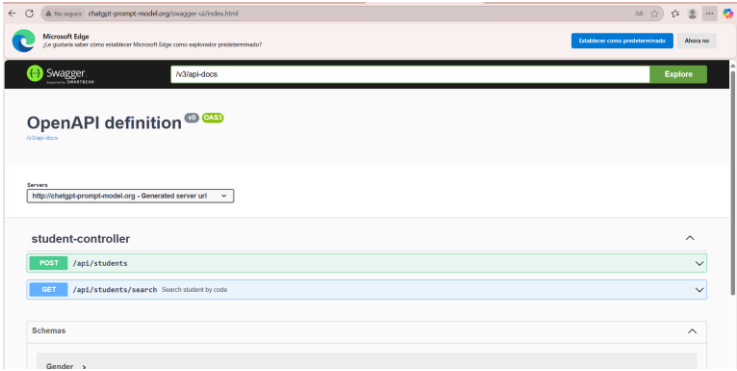 No seguro chatgpt-prompt-model.org/swagger-ui/index.html
Microsoft Edge
¿Le gustaría saber cómo establecer Microsoft Edge como explorador predeterminado?
Establecer como predeterminado Ahora no
Swagger. /v3/api-docs Explore
Supported by SMARTBEAR
OpenAPI definition v0 OAS3
/v3/api-docs
Servers
http://chatgpt-prompt-model.org - Generated server url
student-controller
POST /api/students
GET /api/students/search Search student by code
Schemas
Gender